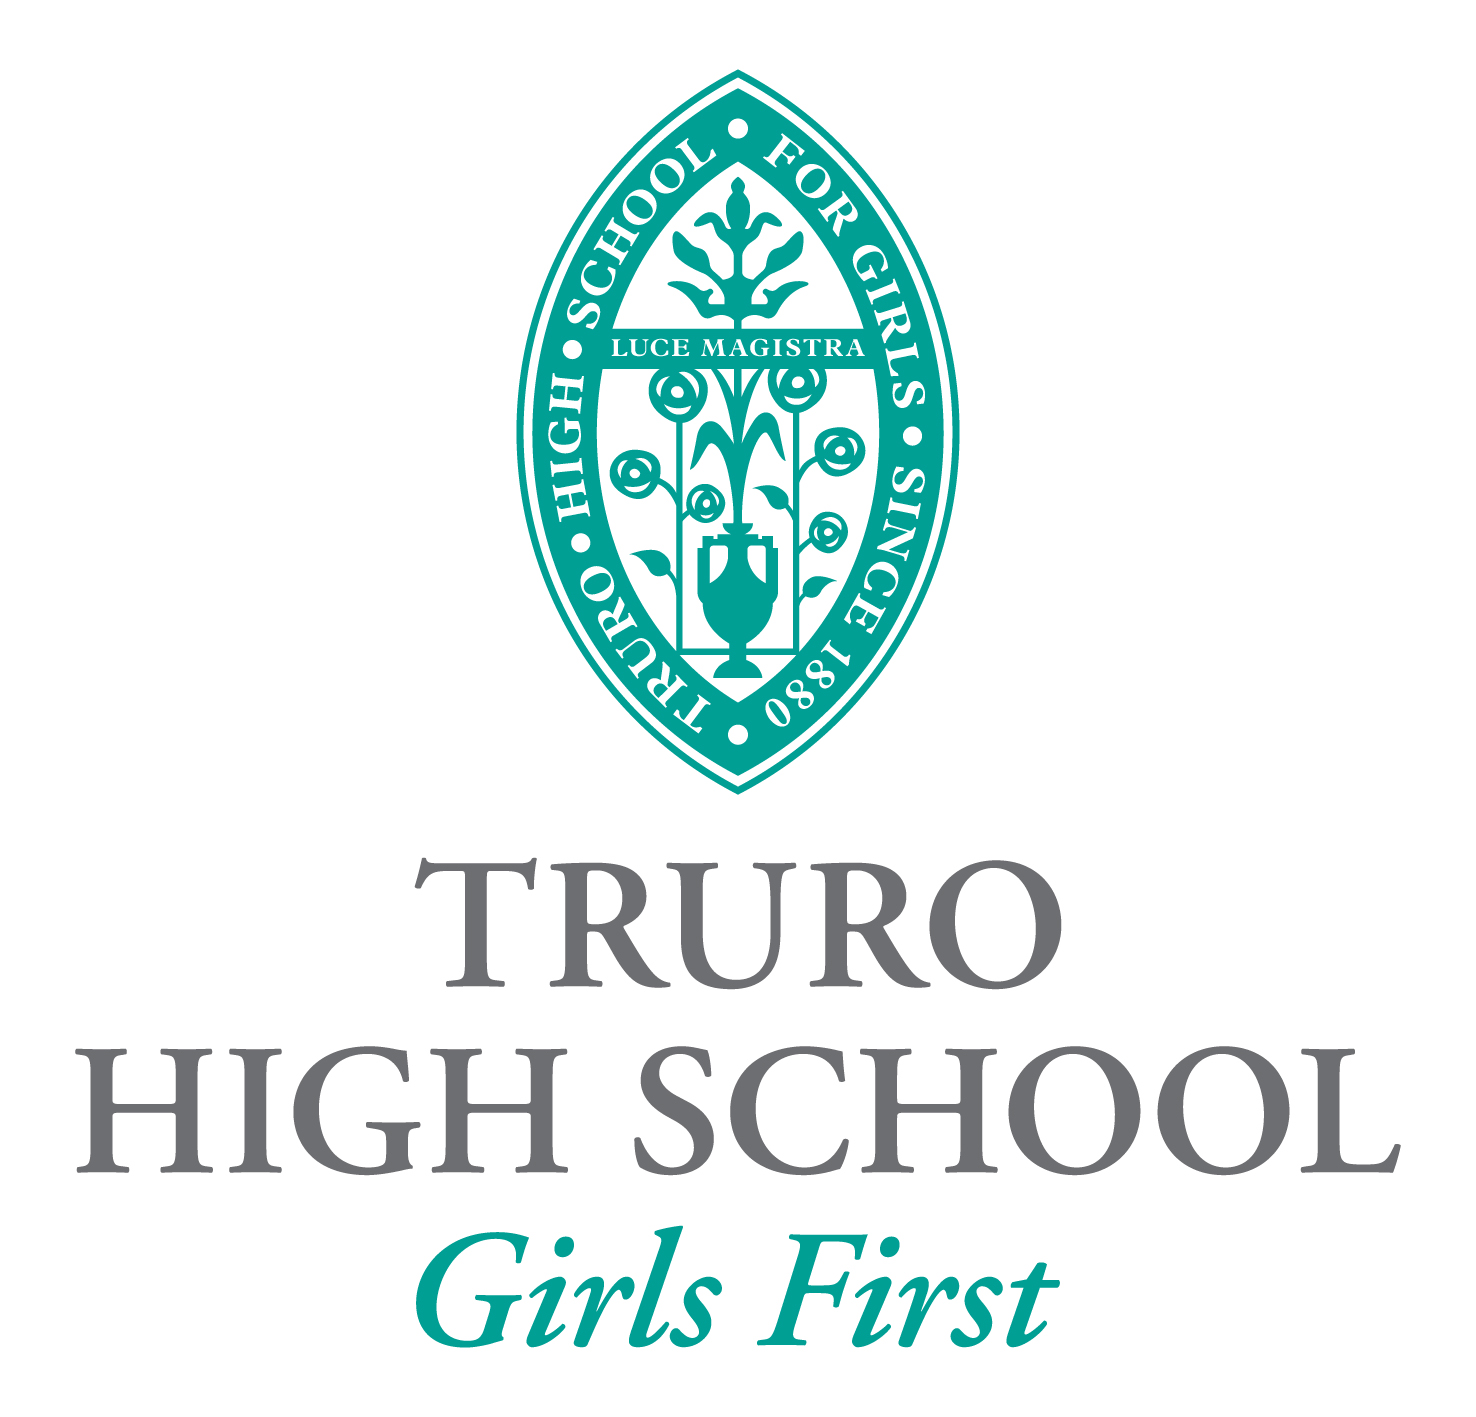 TRURO • HIGH • SCHOOL • FOR GIRLS • SINCE 1880
LUCE MAGISTRA
TRURO
HIGH SCHOOL
Girls First